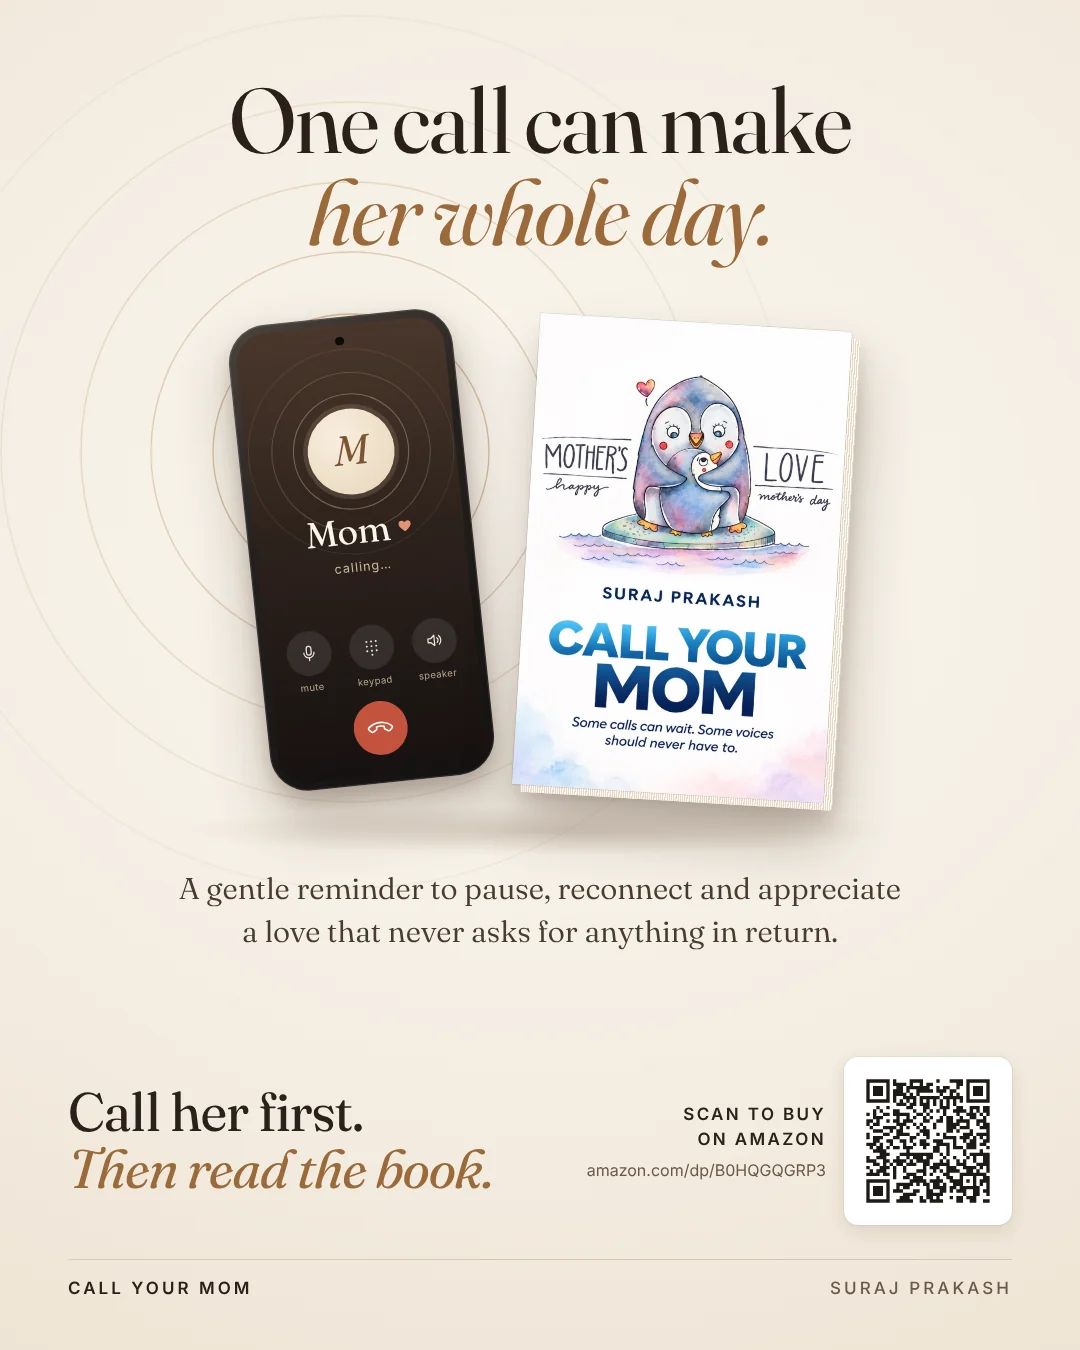 One call can make
her whole day.
M
Mom
calling...
mute
keypad
speaker
MOTHER'S
happy
LOVE
mother's day
SURAJ PRAKASH
CALL YOUR
MOM
Some calls can wait. Some voices
should never have to.
A gentle reminder to pause, reconnect and appreciate
a love that never asks for anything in return.
Call her first.
Then read the book.
SCAN TO BUY
ON AMAZON
amazon.com/dp/B0HQGQGRP3
CALL YOUR MOM
SURAJ PRAKASH